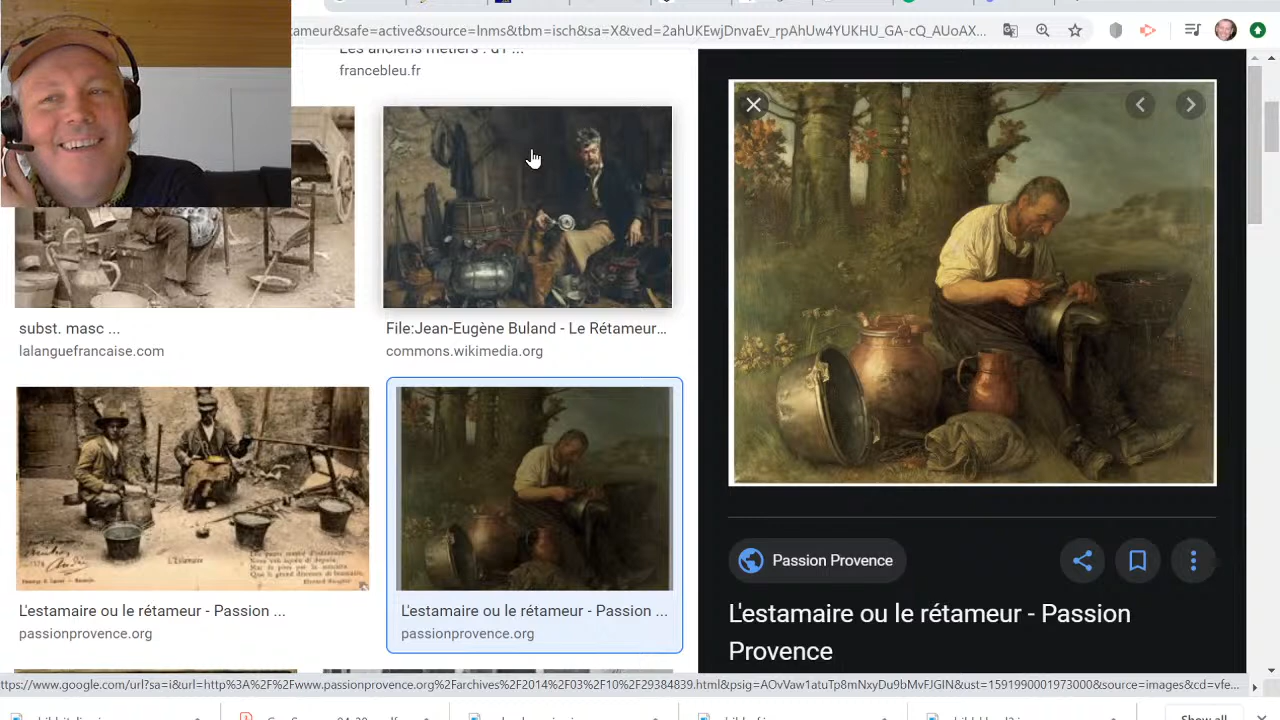 ameur&safe=active&source=lnms&tbm=isch&sa=X&ved=2ahUKEwjDnvaEv_rpAhUw4YUKHU_GA-cQ_AUoAX...
Les anciens métiers : d1 ...
francebleu.fr
subst. masc ...
lalanguefrancaise.com
File:Jean-Eugène Buland - Le Rétameur...
commons.wikimedia.org
L'Estamaire
L'estamaire ou le rétameur - Passion ...
passionprovence.org
L'estamaire ou le rétameur - Passion ...
passionprovence.org
Passion Provence
L'estamaire ou le rétameur - Passion
Provence
ttps://www.google.com/url?sa=i&url=http%3A%2F%2Fwww.passionprovence.org%2Farchives%2F2014%2F03%2F10%2F29384839.html&psig=AOvVaw1atuTp8mNxyDu9bMvFJGlN&ust=1591990001973000&source=images&cd=vfe...
Show all